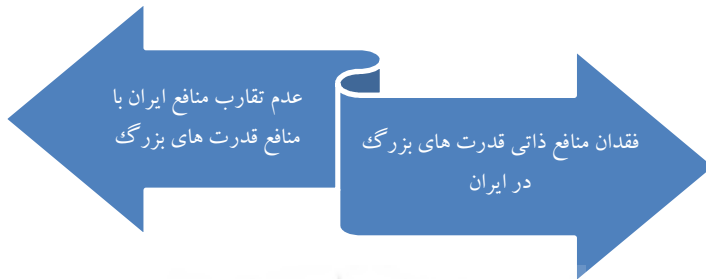 فقدان منافع ذاتی قدرت های بزرگ
در ایران
عدم تقارب منافع ایران با
منافع قدرت های بزرگ